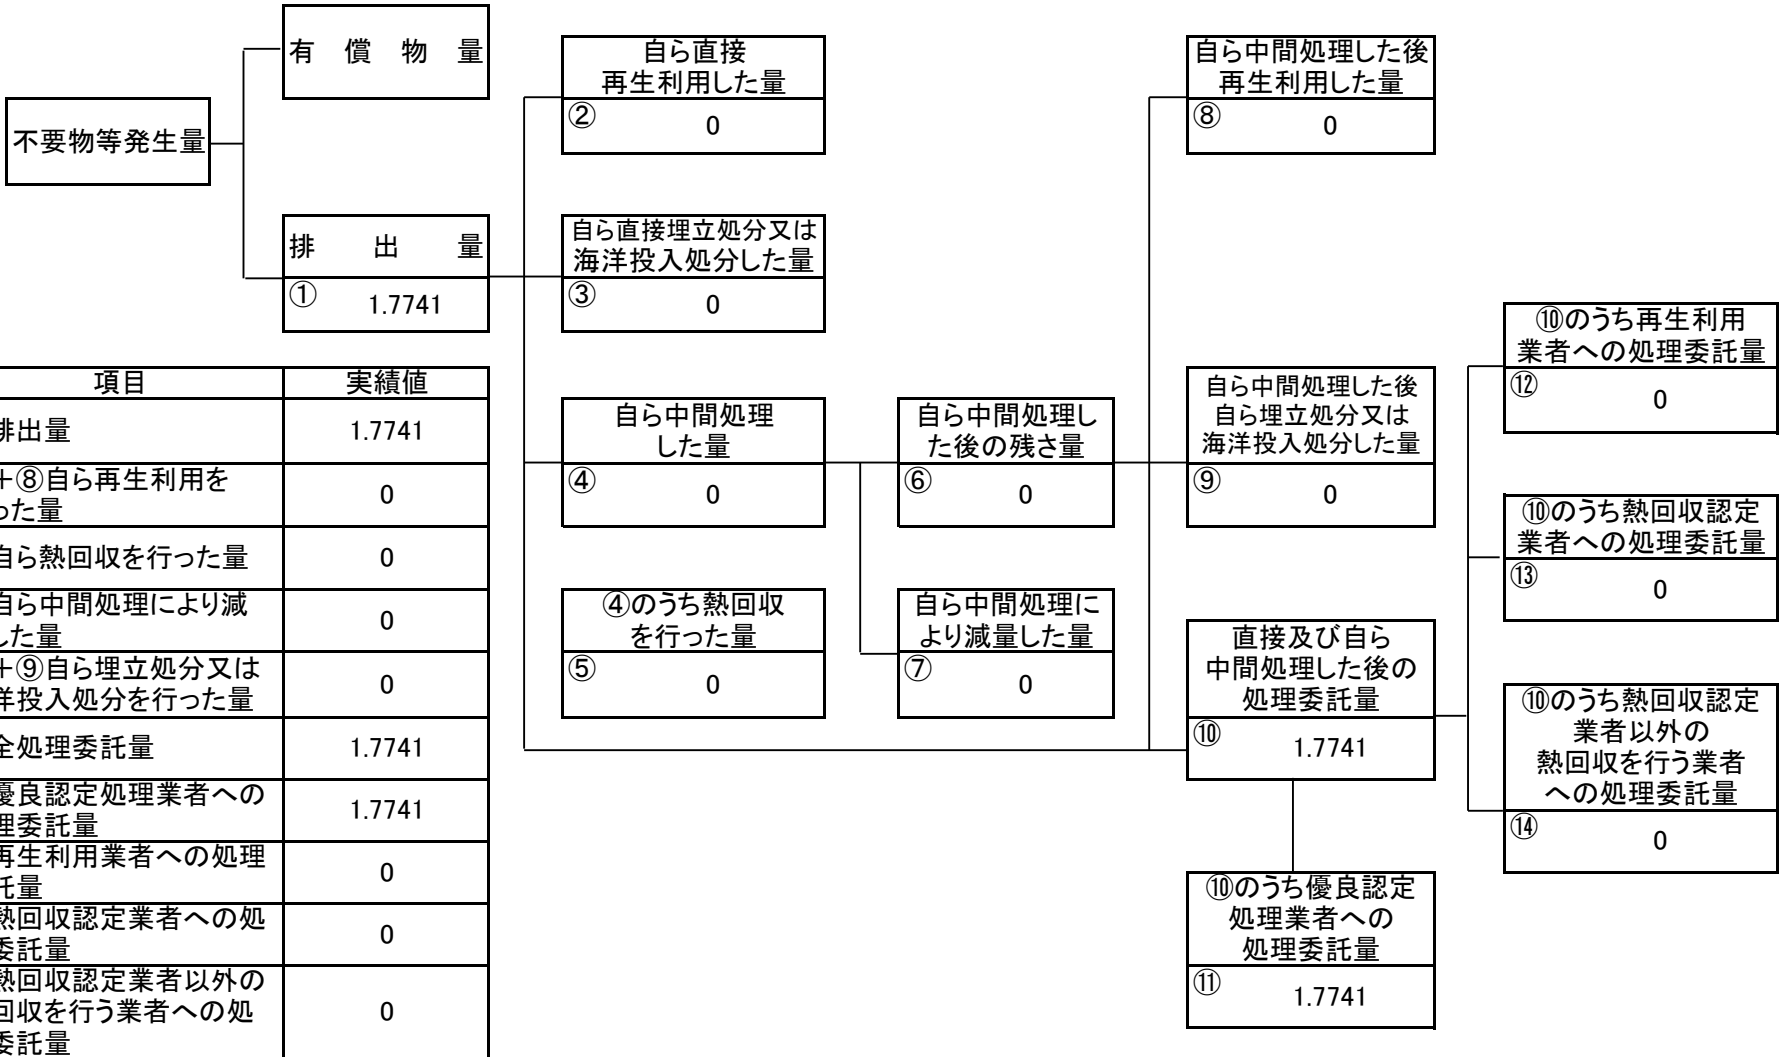 有償物量
不要物等発生量
排出量
① 1.7741
自ら直接
再生利用した量
② 0
自ら直接埋立処分又は
海洋投入処分した量
③ 0
自ら中間処理
した量
④ 0
④のうち熱回収
を行った量
⑤ 0
自ら中間処理し
た後の残さ量
⑥ 0
自ら中間処理に
より減量した量
⑦ 0
自ら中間処理した後
再生利用した量
⑧ 0
自ら中間処理した後
自ら埋立処分又は
海洋投入処分した量
⑨ 0
直接及び自ら
中間処理した後の
処理委託量
⑩ 1.7741
⑩のうち優良認定
処理業者への
処理委託量
⑪ 1.7741
⑩のうち再生利用
業者への処理委託量
⑫ 0
⑩のうち熱回収認定
業者への処理委託量
⑬ 0
⑩のうち熱回収認定
業者以外の
熱回収を行う業者
への処理委託量
⑭ 0
項目 実績値
排出量 1.7741
+⑧自ら再生利用を
った量 0
自ら熱回収を行った量 0
自ら中間処理により減
した量 0
+⑨自ら埋立処分又は
洋投入処分を行った量 0
全処理委託量 1.7741
優良認定処理業者への
理委託量 1.7741
再生利用業者への処理
託量 0
熱回収認定業者への処
委託量 0
熱回収認定業者以外の
回収を行う業者への処
委託量 0